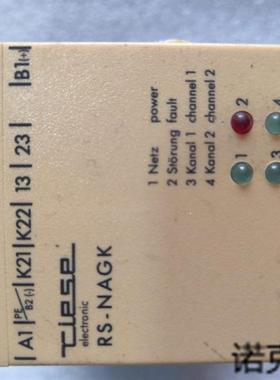 B1(+)
23
13
K22
K21
PE
B2(-)
A1
tiese
electronic
RS-NAGK
power
1 Netz
2 Störung fault
3 Kanal 1 channel 1
4 Kanal 2 channel 2
2
4
1
3
诺